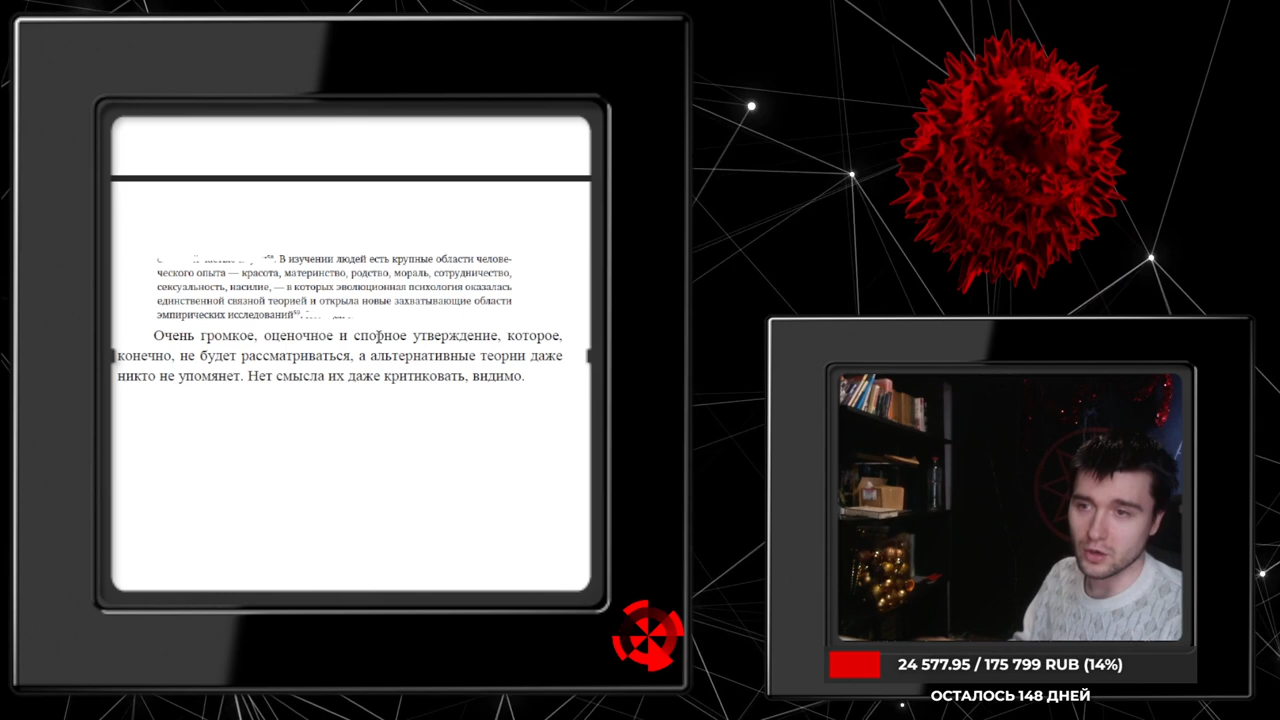 В изучении людей есть крупные области челове-
ческого опыта — красота, материнство, родство, мораль, сотрудничество,
сексуальность, насилие, — в которых эволюционная психология оказалась
единственной связной теорией и открыла новые захватывающие области
эмпирических исследований
Очень громкое, оценочное и спорное утверждение, которое,
конечно, не будет рассматриваться, а альтернативные теории даже
никто не упомянет. Нет смысла их даже критиковать, видимо.
24 577.95 / 175 799 RUB (14%)
ОСТАЛОСЬ 148 ДНЕЙ